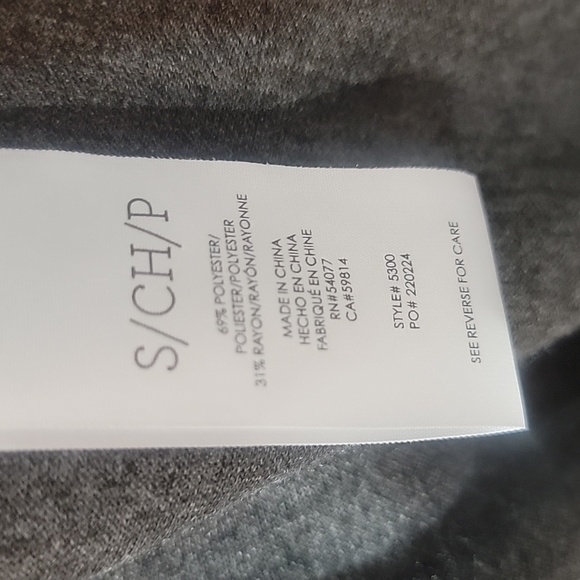 S/CH/P
69% POLYESTER/
POLIESTER/POLYESTER
31% RAYON/RAYÓN/RAYONNE
MADE IN CHINA
HECHO EN CHINA
FABRIQUÉ EN CHINE
RN#54077
CA#59814
STYLE# 5300
PO# 220224
SEE REVERSE FOR CARE